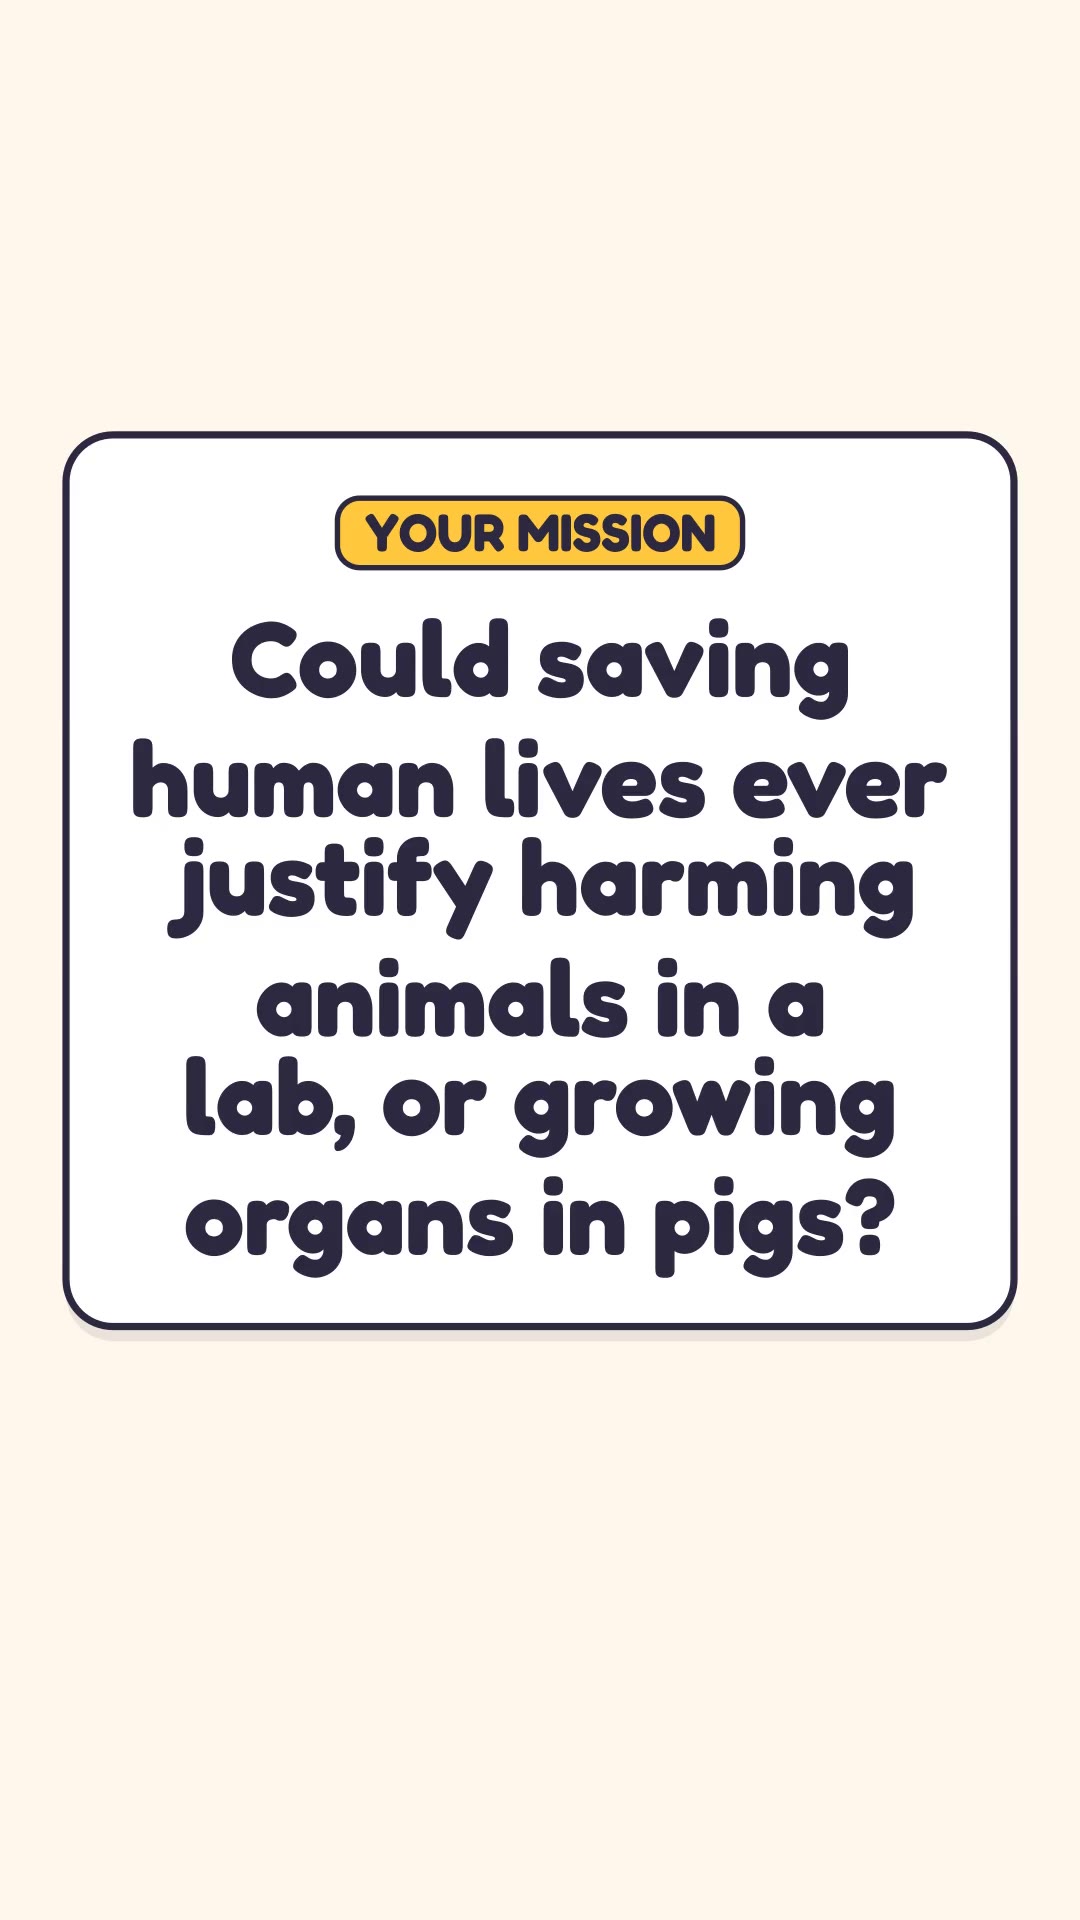 YOUR MISSION
Could saving
human lives ever
justify harming
animals in a
lab, or growing
organs in pigs?